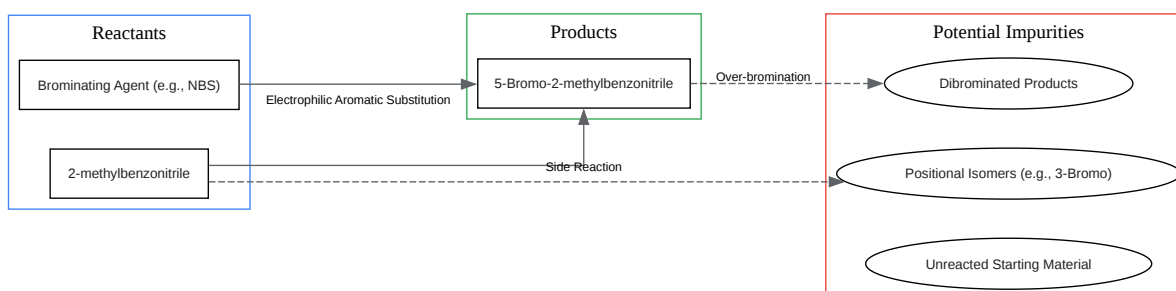 Reactants
Products
Potential Impurities
Brominating Agent (e.g., NBS)
Electrophilic Aromatic Substitution
5-Bromo-2-methylbenzonitrile
Over-bromination
Dibrominated Products
2-methylbenzonitrile
Side Reaction
Positional Isomers (e.g., 3-Bromo)
Unreacted Starting Material